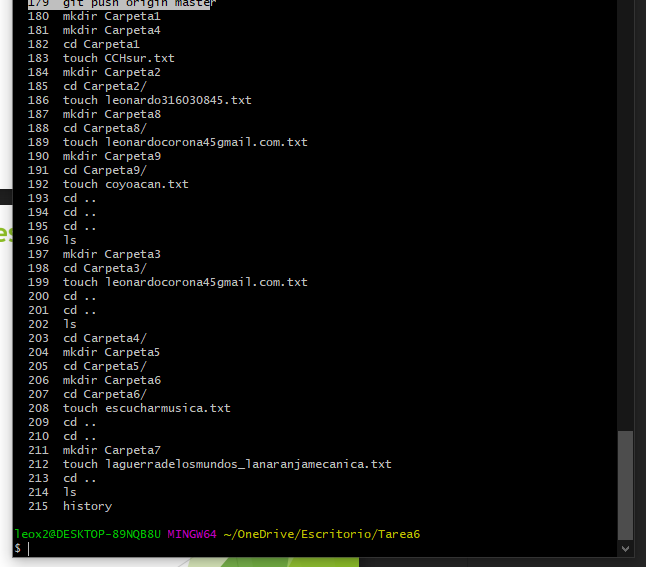 179 git push origin master
180 mkdir Carpeta1
181 mkdir Carpeta4
182 cd Carpeta1
183 touch CCHsur.txt
184 mkdir Carpeta2
185 cd Carpeta2/
186 touch leonardo316030845.txt
187 mkdir Carpeta8
188 cd Carpeta8/
189 touch leonardocorona45gmail.com.txt
190 mkdir Carpeta9
191 cd Carpeta9/
192 touch coyoacan.txt
193 cd ..
194 cd ..
195 cd ..
196 ls
197 mkdir Carpeta3
198 cd Carpeta3/
199 touch leonardocorona45gmail.com.txt
200 cd ..
201 cd ..
202 ls
203 cd Carpeta4/
204 mkdir Carpeta5
205 cd Carpeta5/
206 mkdir Carpeta6
207 cd Carpeta6/
208 touch escucharmusica.txt
209 cd ..
210 cd ..
211 mkdir Carpeta7
212 touch laguerradelosmundos_lanaranjamecanica.txt
213 cd ..
214 ls
215 history
leox2@DESKTOP-89NQB8U MINGW64 ~/OneDrive/Escritorio/Tarea6
$